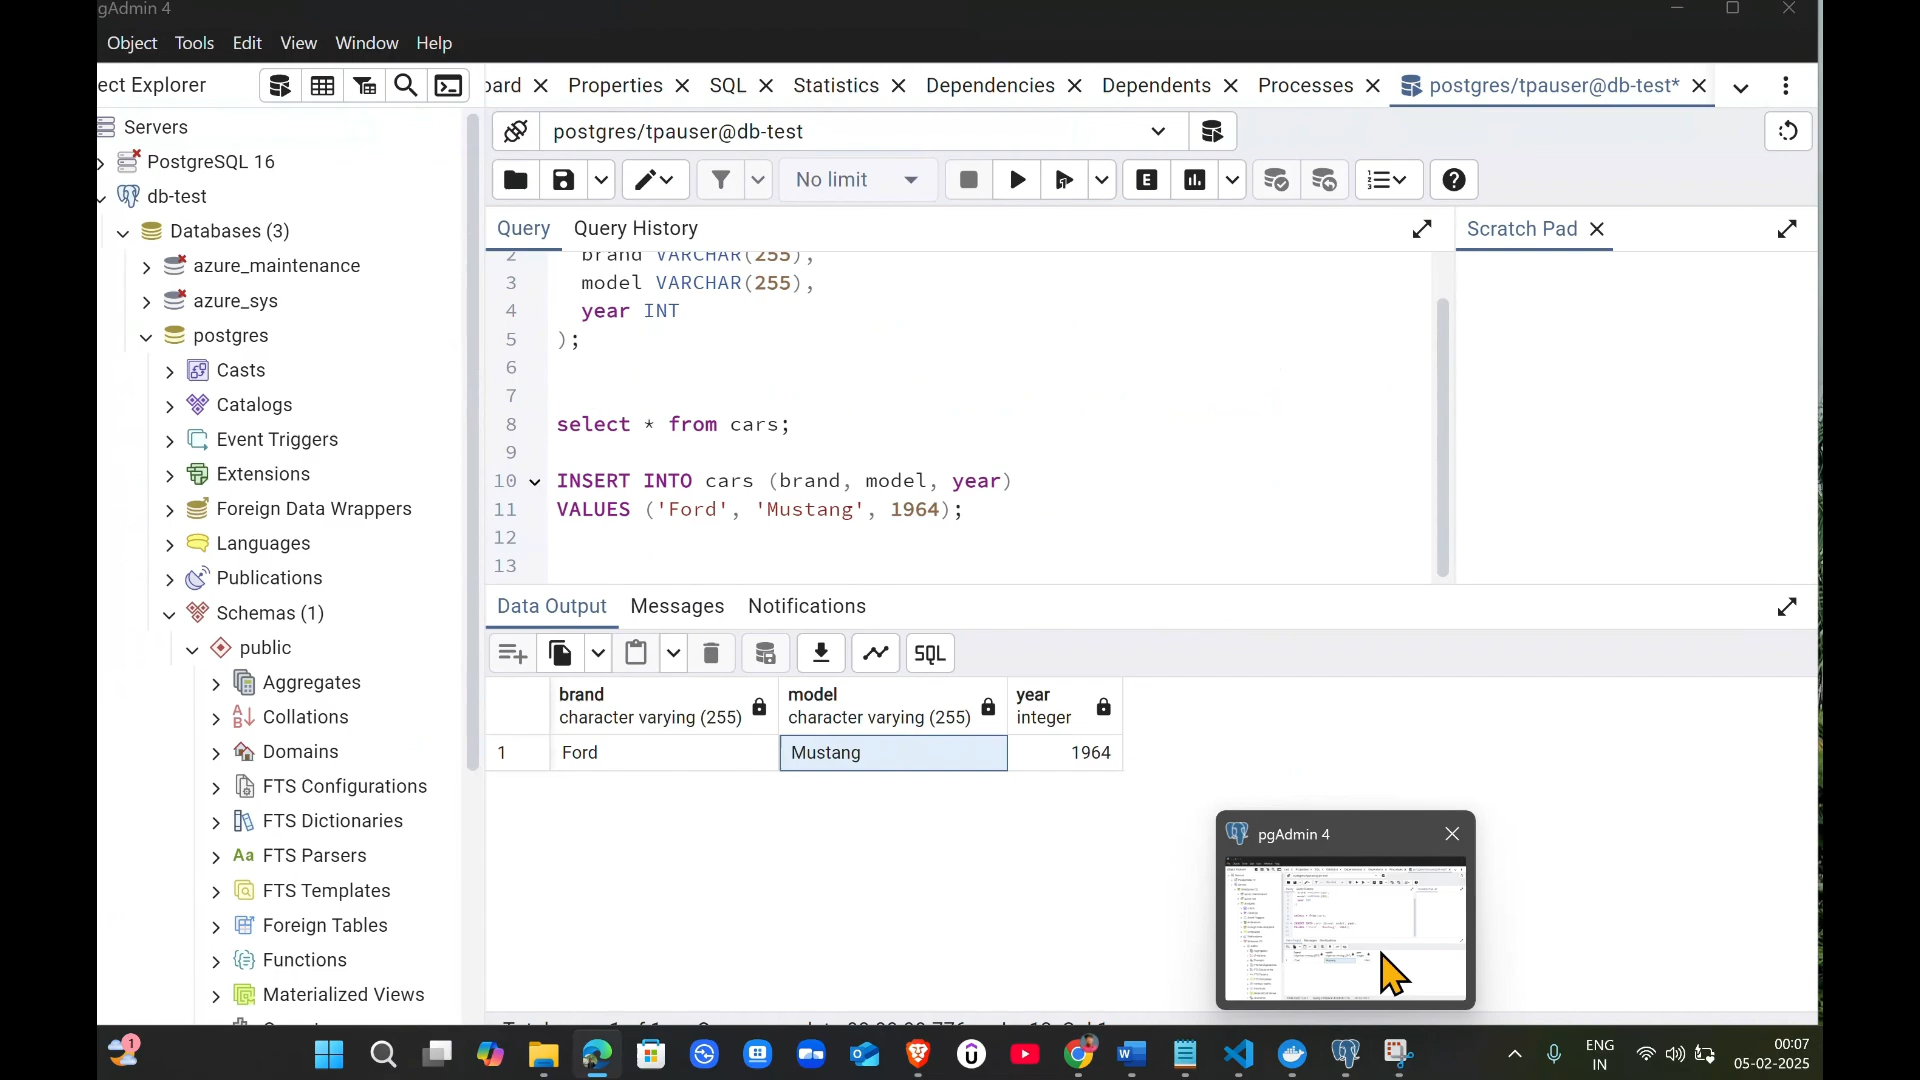 gAdmin 4
Object Tools Edit View Window Help
ect Explorer
Servers
PostgreSQL 16
db-test
Databases (3)
azure_maintenance
azure_sys
postgres
Casts
Catalogs
Event Triggers
Extensions
Foreign Data Wrappers
Languages
Publications
Schemas (1)
public
Aggregates
Collations
Domains
FTS Configurations
FTS Dictionaries
Aa FTS Parsers
FTS Templates
Foreign Tables
Functions
Materialized Views
oard Properties SQL Statistics Dependencies Dependents Processes postgres/tpauser@db-test*
postgres/tpauser@db-test
No limit
E
Query Query History
Scratch Pad
2 brand VARCHAR(255),
3 model VARCHAR(255),
4 year INT
5 );
6
7
8 select * from cars;
9
10 INSERT INTO cars (brand, model, year)
11 VALUES ('Ford', 'Mustang', 1964);
12
13
Data Output Messages Notifications
SQL
brand model year
character varying (255) character varying (255) integer
1 Ford Mustang 1964
pgAdmin 4
1
ENG
IN
00:07
05-02-2025